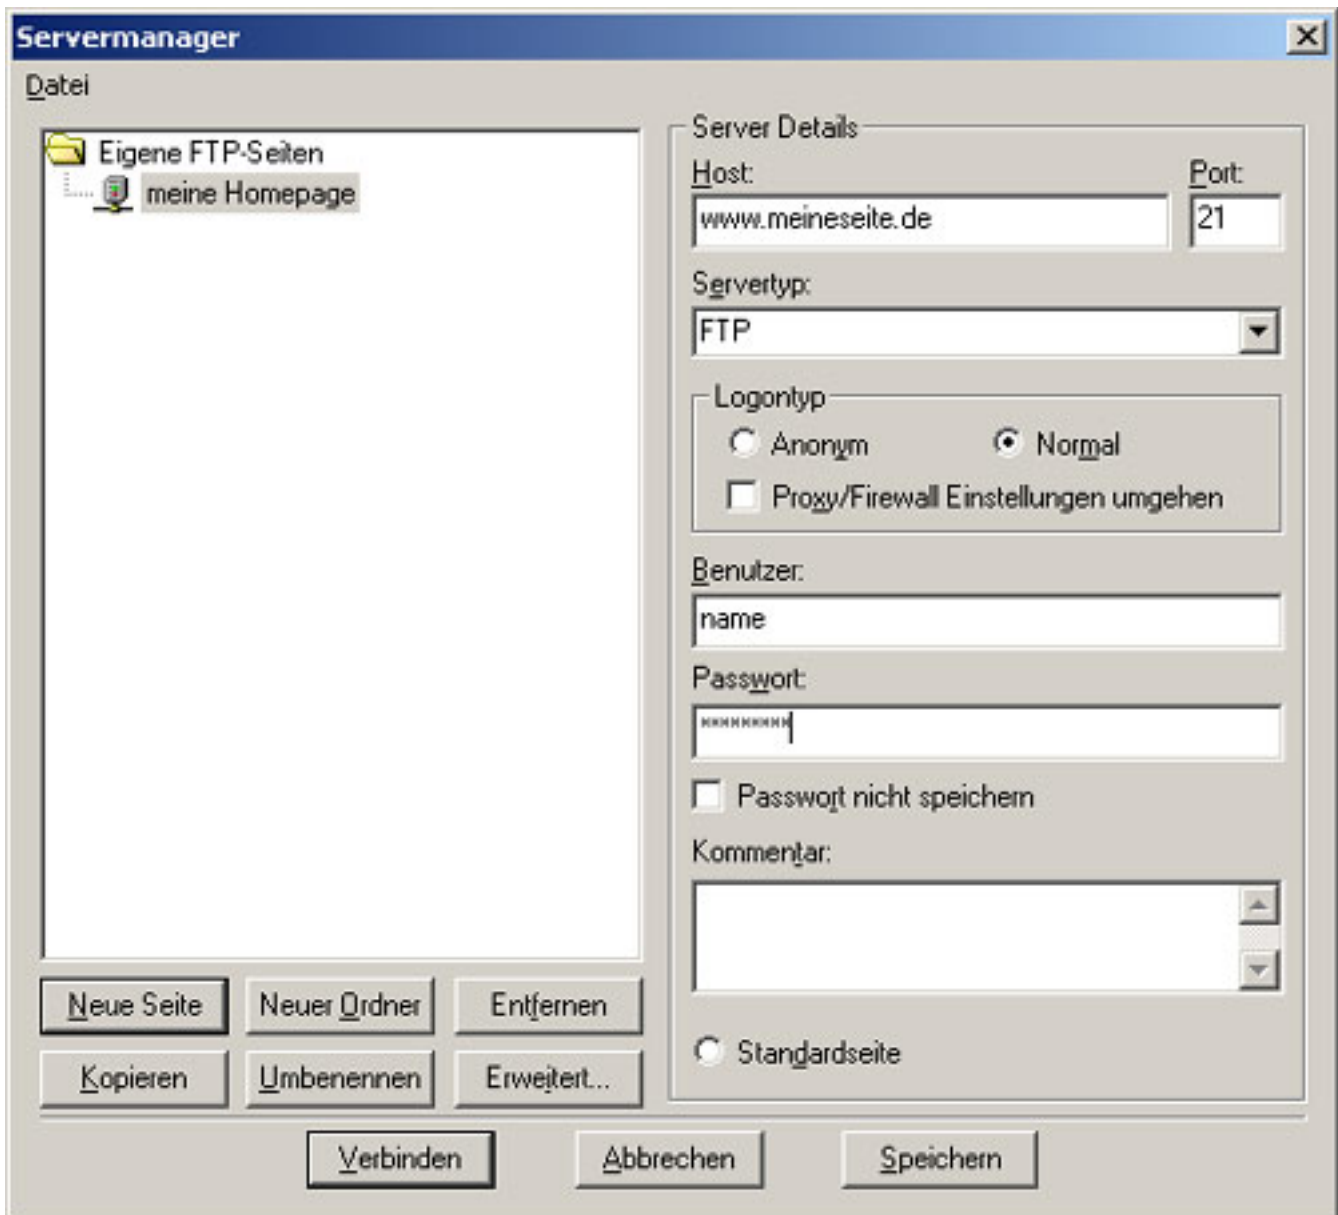 Servermanager
Datei
Eigene FTP-Seiten
meine Homepage
Server Details
Host: Port:
www.meineseite.de 21
Servertyp:
FTP
Logontyp
Anonym Normal
Proxy/Firewall Einstellungen umgehen
Benutzer:
name
Passwort:
*********
Passwort nicht speichern
Kommentar:
Standardseite
Neue Seite Neuer Ordner Entfernen
Kopieren Umbenennen Erweitert...
Verbinden Abbrechen Speichern